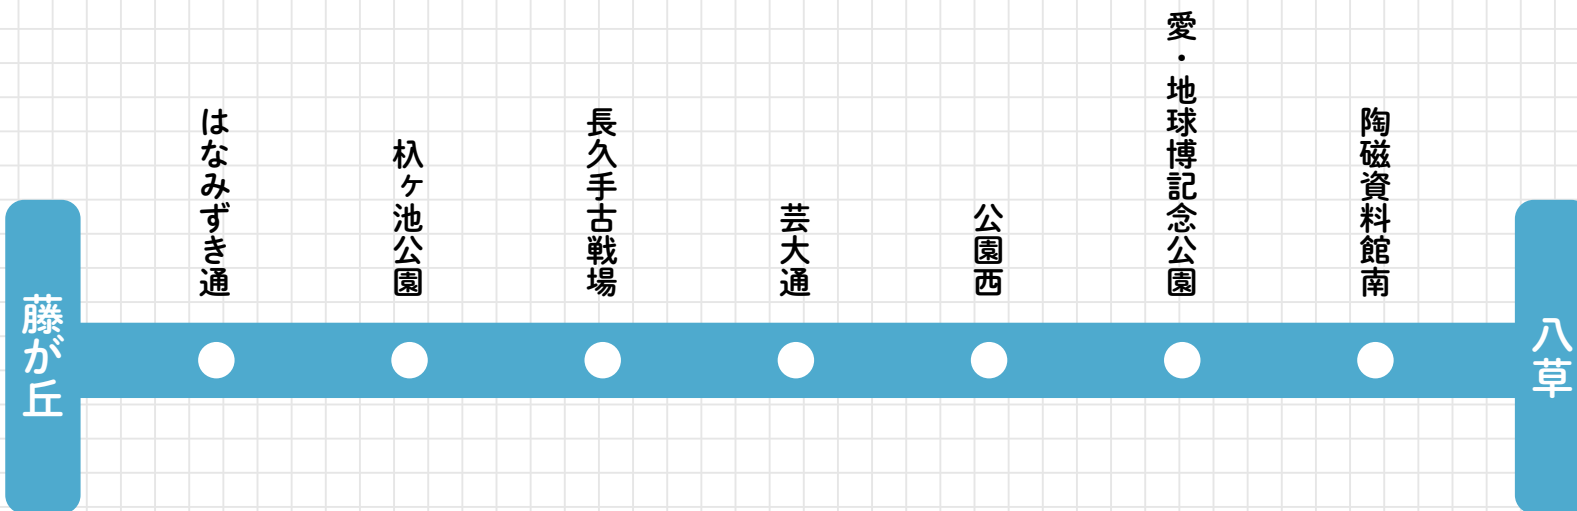 藤が丘
はなみずき通
杁ヶ池公園
長久手古戦場
芸大通
公園西
愛・地球博記念公園
陶磁資料館南
八草